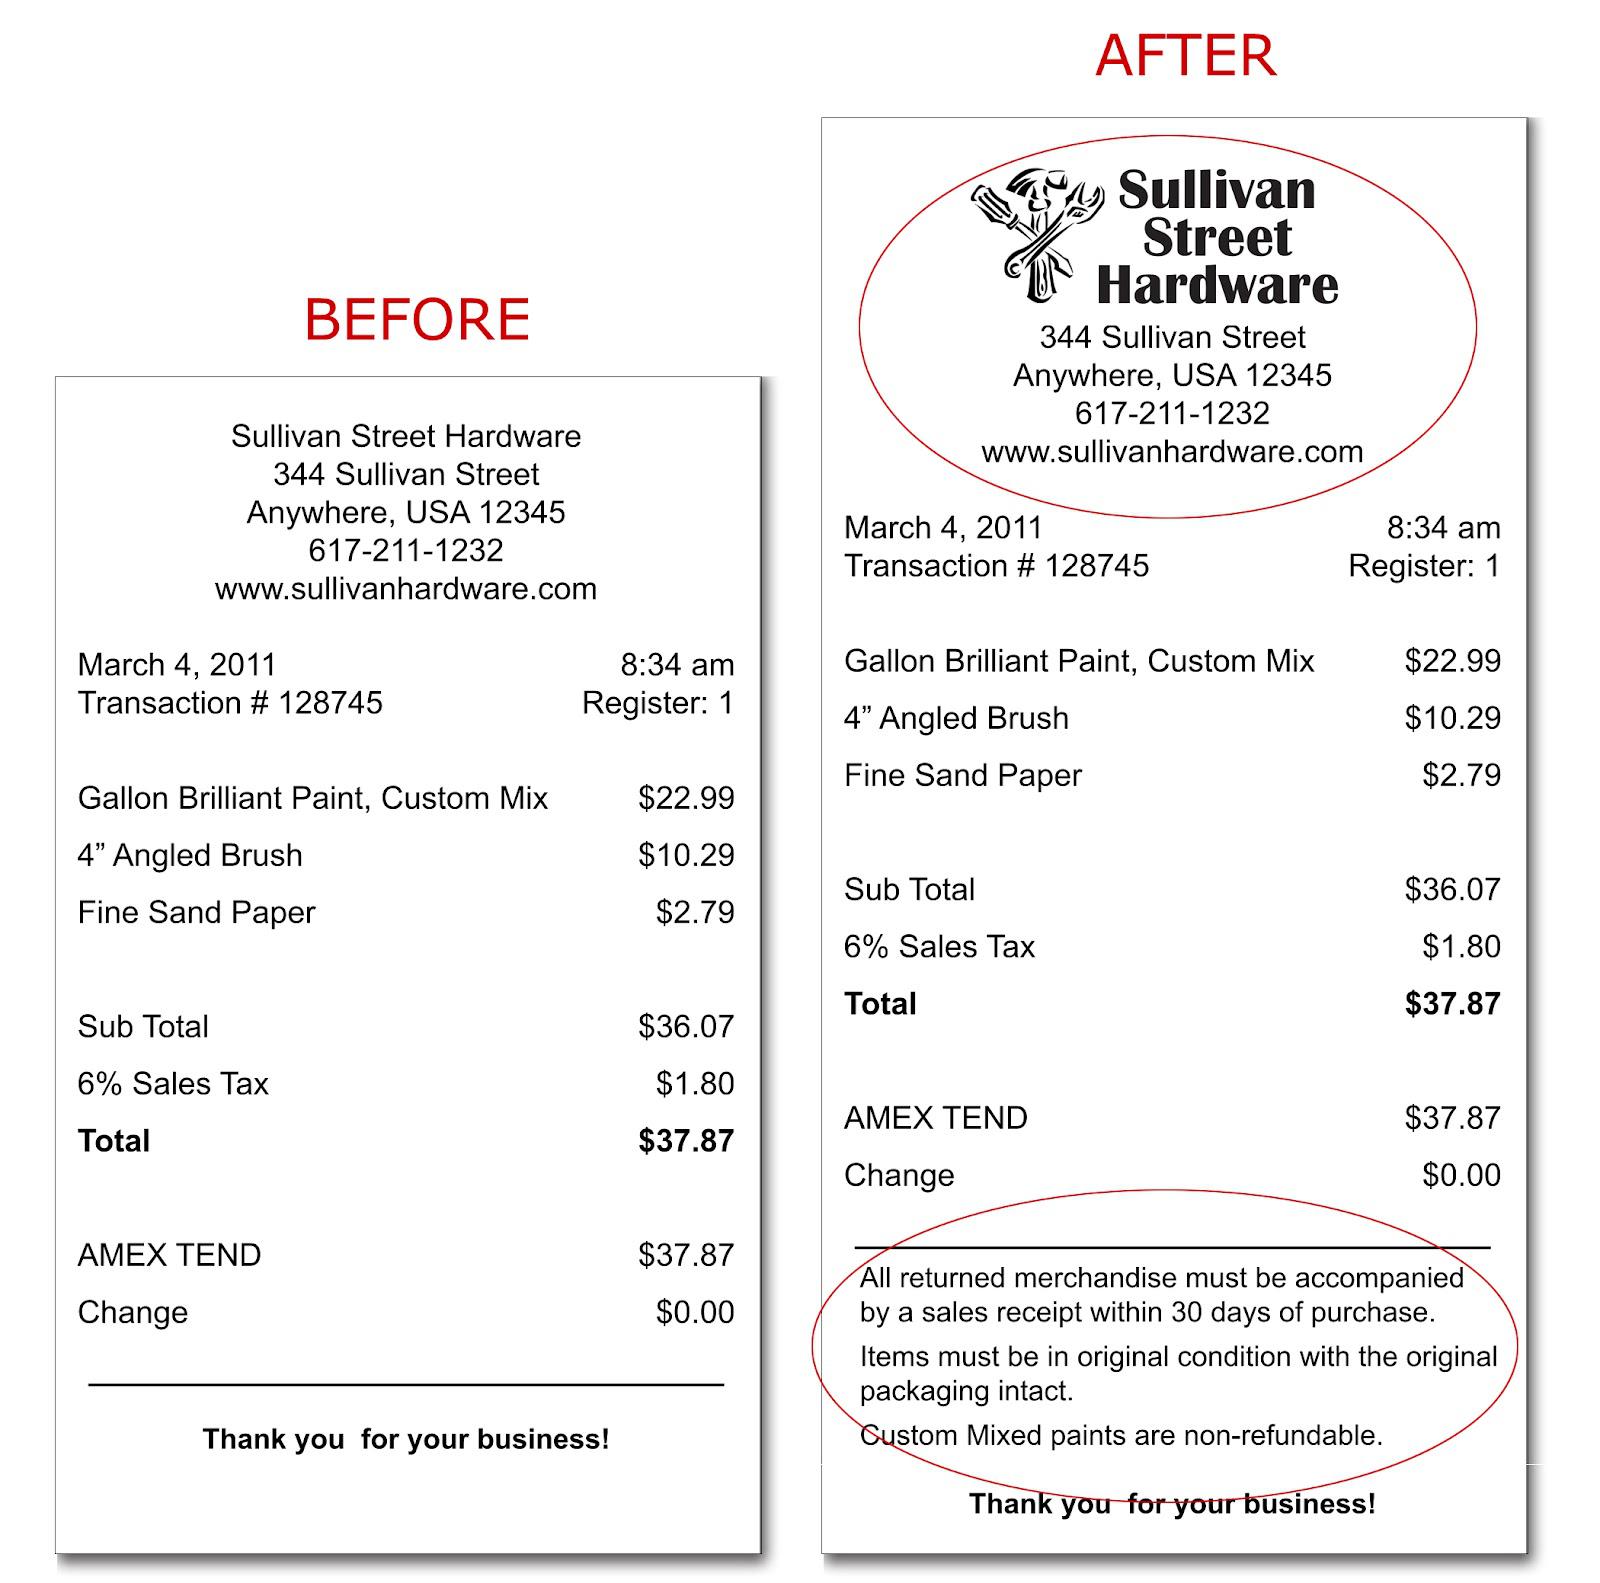 BEFORE
Sullivan Street Hardware
344 Sullivan Street
Anywhere, USA 12345
617-211-1232
www.sullivanhardware.com
March 4, 2011 8:34 am
Transaction # 128745 Register: 1
Gallon Brilliant Paint, Custom Mix $22.99
4” Angled Brush $10.29
Fine Sand Paper $2.79
Sub Total $36.07
6% Sales Tax $1.80
Total $37.87
AMEX TEND $37.87
Change $0.00
Thank you  for your business!
AFTER
Sullivan
Street
Hardware
344 Sullivan Street
Anywhere, USA 12345
617-211-1232
www.sullivanhardware.com
March 4, 2011 8:34 am
Transaction # 128745 Register: 1
Gallon Brilliant Paint, Custom Mix $22.99
4” Angled Brush $10.29
Fine Sand Paper $2.79
Sub Total $36.07
6% Sales Tax $1.80
Total $37.87
AMEX TEND $37.87
Change $0.00
All returned merchandise must be accompanied
by a sales receipt within 30 days of purchase.
Items must be in original condition with the original
packaging intact.
Custom Mixed paints are non-refundable.
Thank you  for your business!